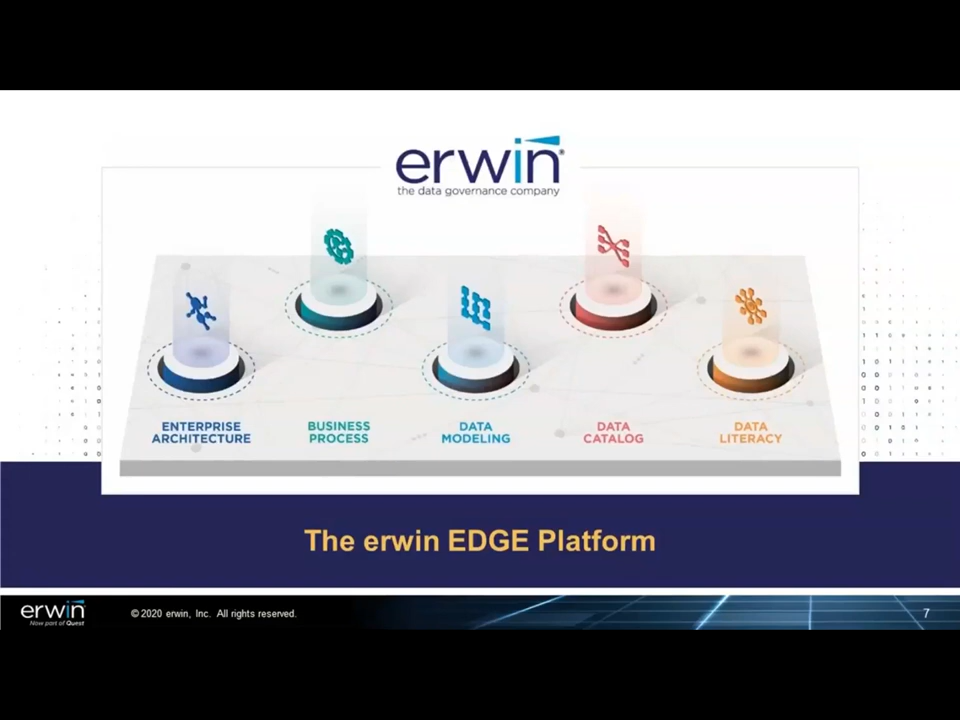 erwin®
the data governance company
ENTERPRISE
ARCHITECTURE
BUSINESS
PROCESS
DATA
MODELING
DATA
CATALOG
DATA
LITERACY
The erwin EDGE Platform
erwin
Now part of Quest
© 2020 erwin, Inc. All rights reserved.
7